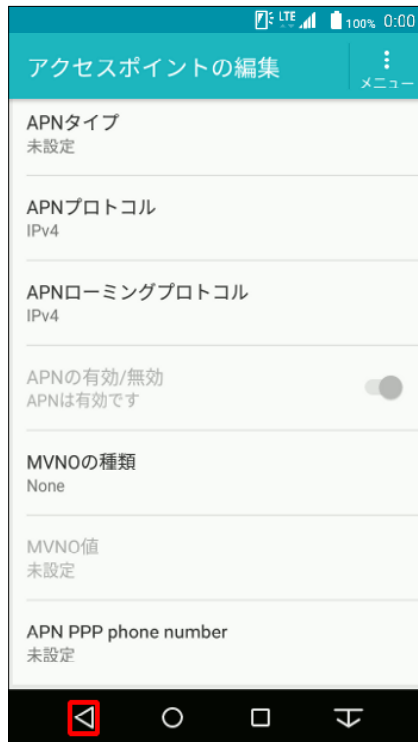 LTE 100% 0:00
アクセスポイントの編集
メニュー
APNタイプ
未設定
APNプロトコル
IPv4
APNローミングプロトコル
IPv4
APNの有効/無効
APNは有効です
MVNOの種類
None
MVNO値
未設定
APN PPP phone number
未設定